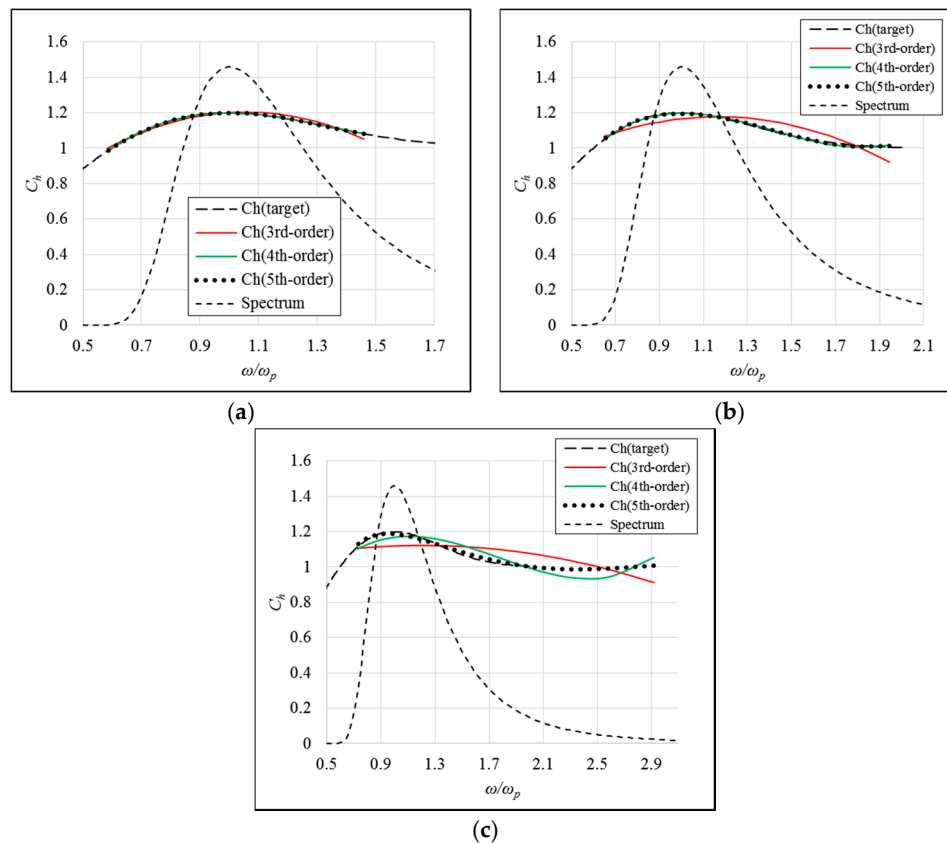 1.6
1.4
1.2
1
0.8
0.6
0.4
0.2
0
C_h
0.5 0.7 0.9 1.1 1.3 1.5 1.7
ω/ω_p
Ch(target)
Ch(3rd-order)
Ch(4th-order)
Ch(5th-order)
Spectrum
(a)
1.6
1.4
1.2
1
0.8
0.6
0.4
0.2
0
C_h
0.5 0.7 0.9 1.1 1.3 1.5 1.7 1.9 2.1
ω/ω_p
Ch(target)
Ch(3rd-order)
Ch(4th-order)
Ch(5th-order)
Spectrum
(b)
1.6
1.4
1.2
1
0.8
0.6
0.4
0.2
0
C_h
0.5 0.9 1.3 1.7 2.1 2.5 2.9
ω/ω_p
Ch(target)
Ch(3rd-order)
Ch(4th-order)
Ch(5th-order)
Spectrum
(c)